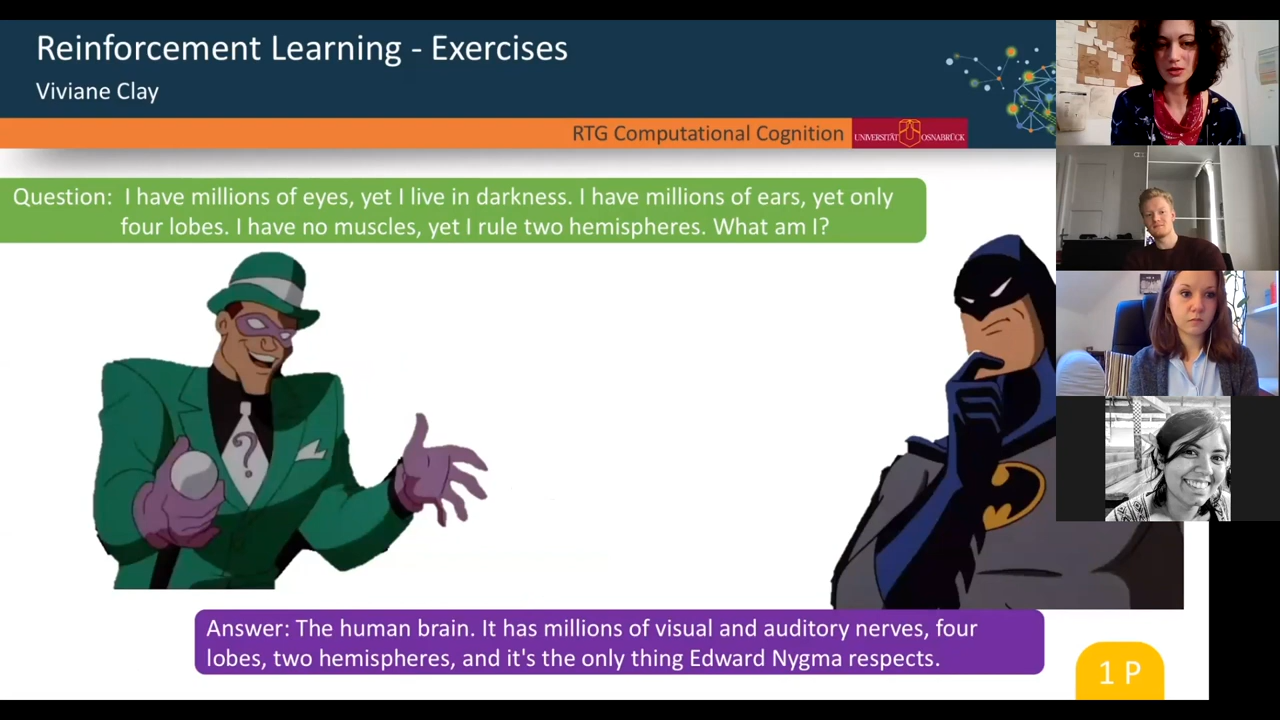 Reinforcement Learning - Exercises
Viviane Clay
RTG Computational Cognition
UNIVERSITÄT OSNABRÜCK
Question: I have millions of eyes, yet I live in darkness. I have millions of ears, yet only
four lobes. I have no muscles, yet I rule two hemispheres. What am I?
?
Answer: The human brain. It has millions of visual and auditory nerves, four
lobes, two hemispheres, and it's the only thing Edward Nygma respects.
1 P